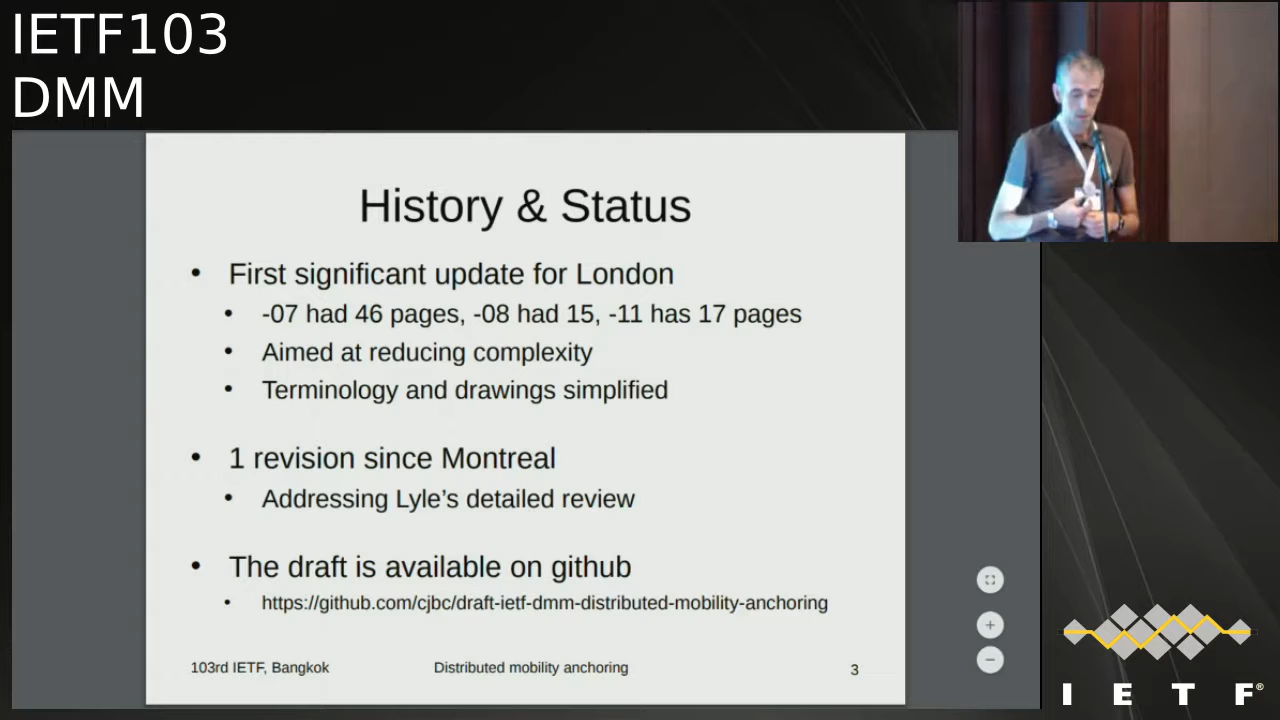 IETF103
DMM
History & Status
• First significant update for London
• -07 had 46 pages, -08 had 15, -11 has 17 pages
• Aimed at reducing complexity
• Terminology and drawings simplified
• 1 revision since Montreal
• Addressing Lyle’s detailed review
• The draft is available on github
• https://github.com/cjbc/draft-ietf-dmm-distributed-mobility-anchoring
103rd IETF, Bangkok
Distributed mobility anchoring
3
I E T F®